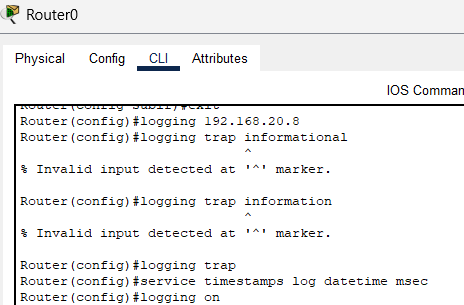 Router0
Physical Config CLI Attributes
IOS Comman
Router(config-subif)#exit
Router(config)#logging 192.168.20.8
Router(config)#logging trap informational
^
% Invalid input detected at '^' marker.
Router(config)#logging trap information
^
% Invalid input detected at '^' marker.
Router(config)#logging trap
Router(config)#service timestamps log datetime msec
Router(config)#logging on